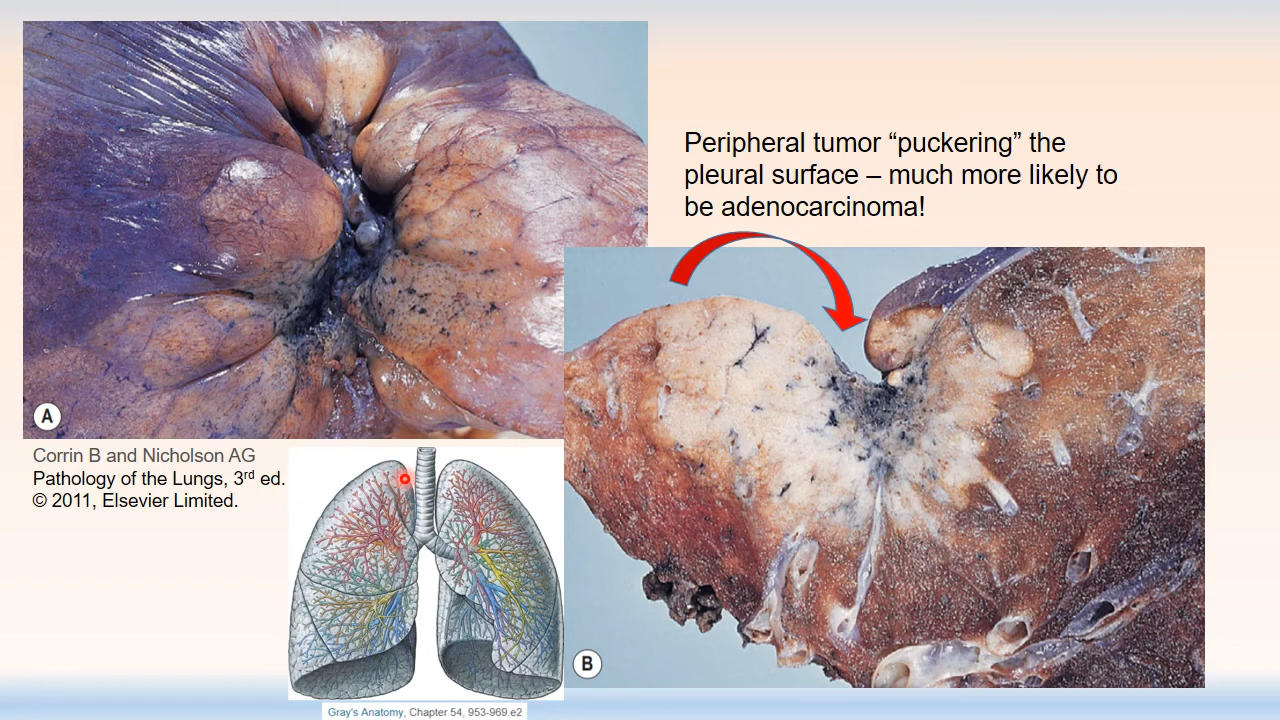 Peripheral tumor “puckering” the
pleural surface – much more likely to
be adenocarcinoma!
A
Corrin B and Nicholson AG
Pathology of the Lungs, 3rd ed.
© 2011, Elsevier Limited.
B
Gray's Anatomy, Chapter 54, 953-969.e2